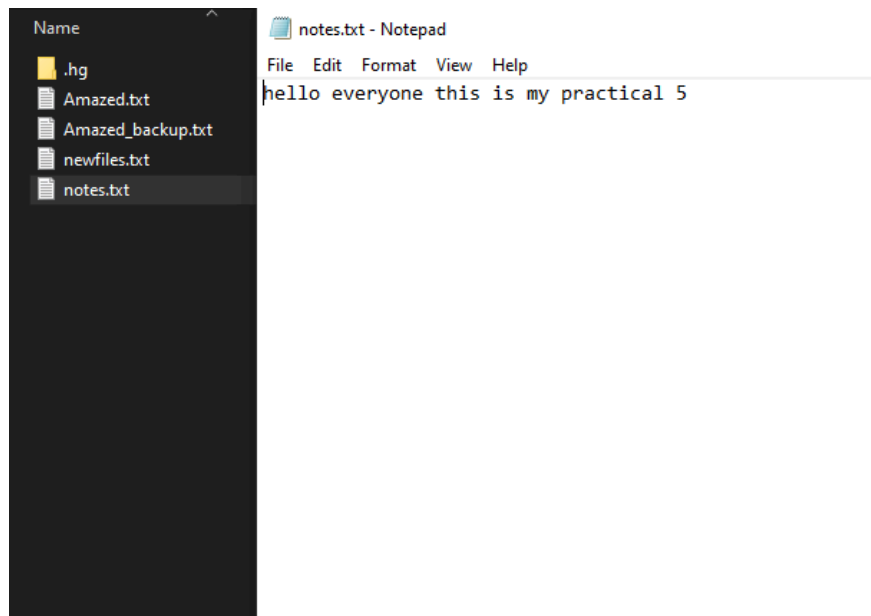 Name
.hg
Amazed.txt
Amazed_backup.txt
newfiles.txt
notes.txt
notes.txt - Notepad
File Edit Format View Help
hello everyone this is my practical 5